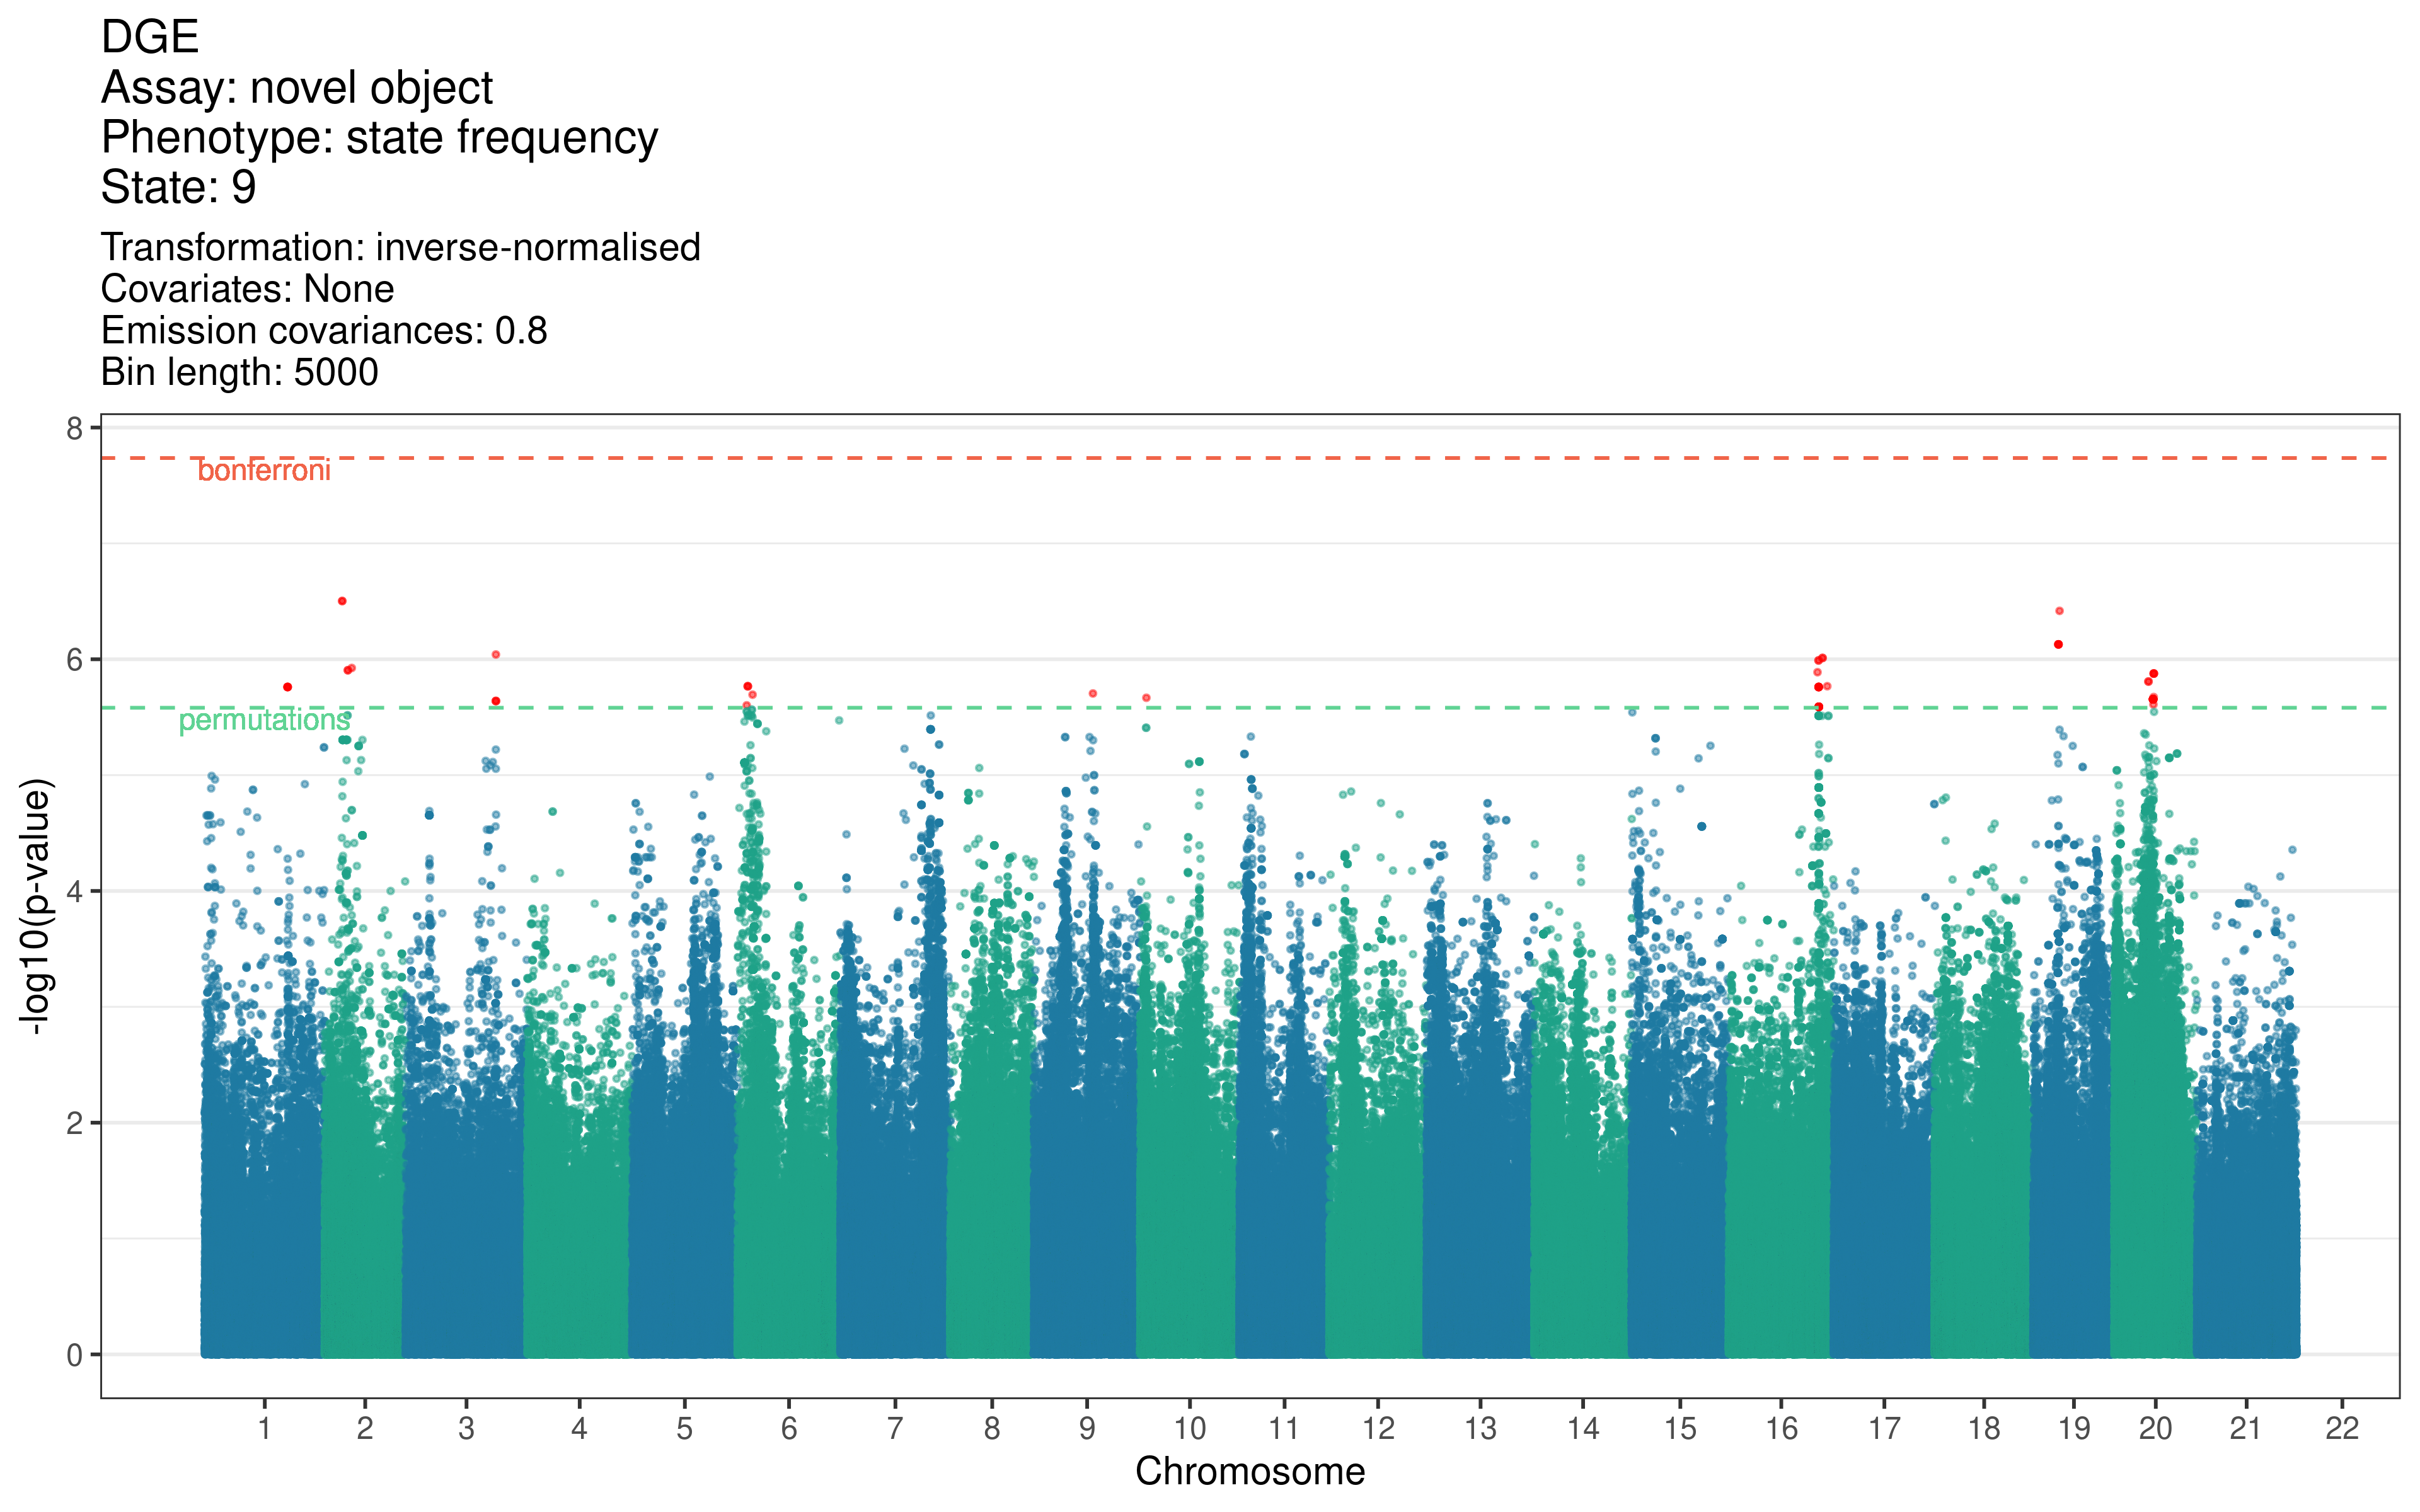 DGE
Assay: novel object
Phenotype: state frequency
State: 9
Transformation: inverse-normalised
Covariates: None
Emission covariances: 0.8
Bin length: 5000
8
bonferroni
6
permutations
4
2
0
-log10(p-value)
1 2 3 4 5 6 7 8 9 10 11 12 13 14 15 16 17 18 19 20 21 22
Chromosome